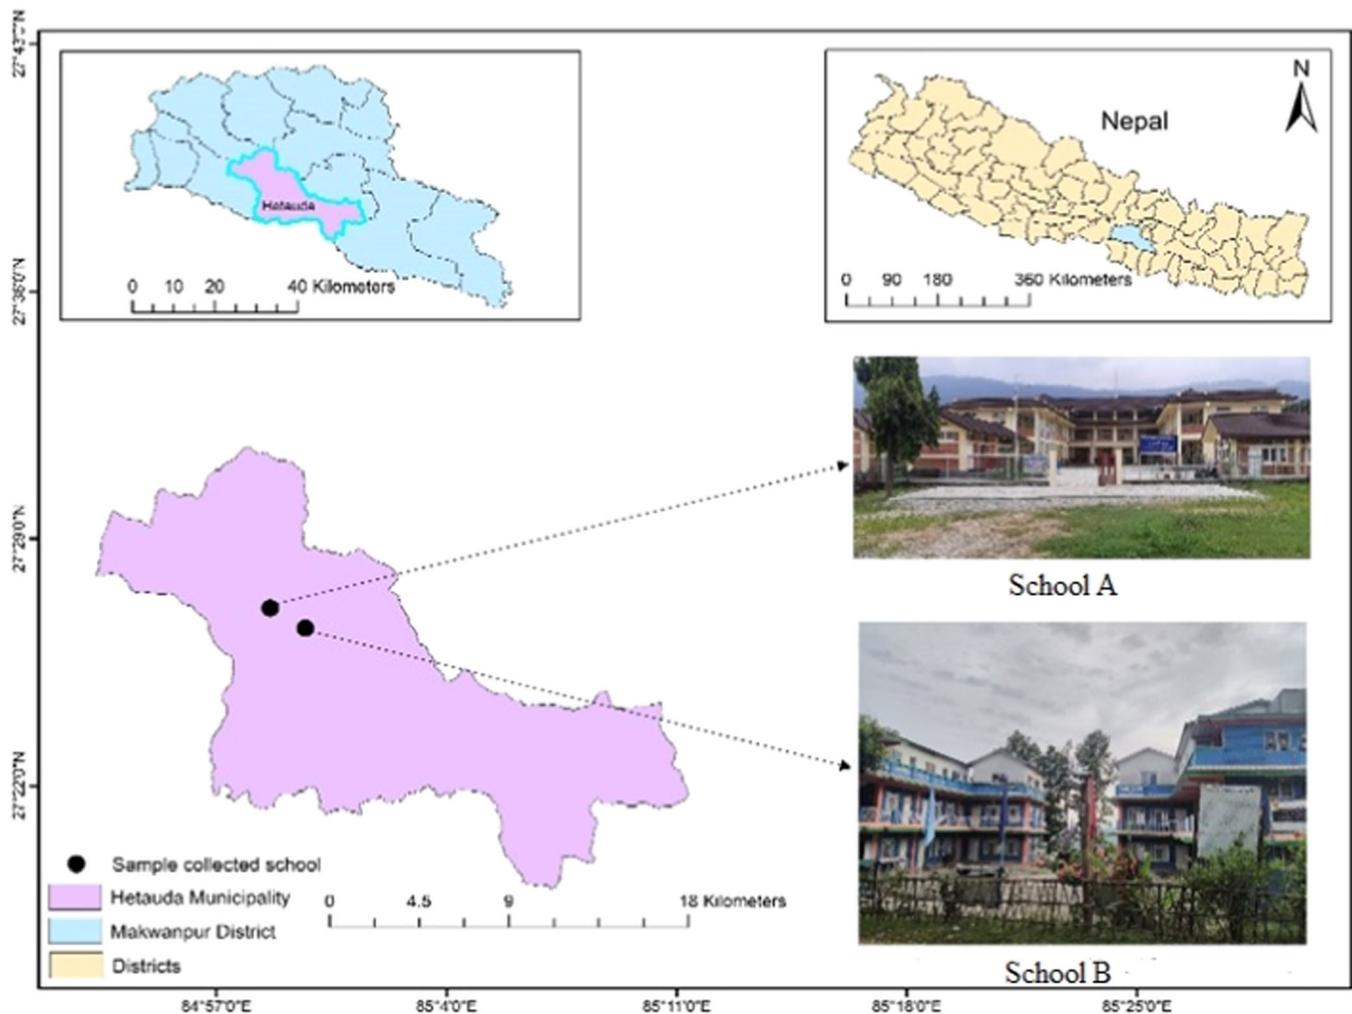 27°43'0"N
27°36'0"N
27°29'0"N
27°22'0"N
Hetauda
0 10 20 40 Kilometers
N
Nepal
0 90 180 360 Kilometers
School A
School B
Sample collected school
Hetauda Municipality
Makwanpur District
Districts
0 4.5 9 18 Kilometers
84°57'0"E 85°4'0"E 85°11'0"E 85°18'0"E 85°25'0"E